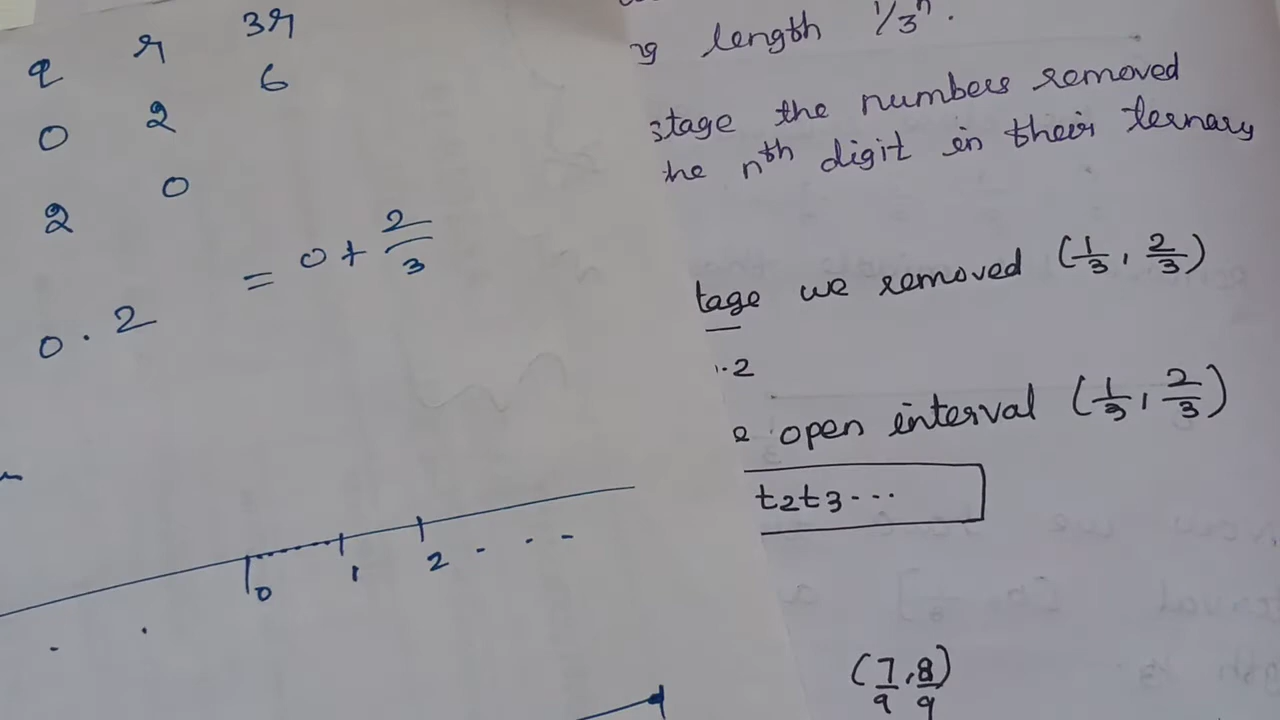 q r 3r
0 2 6
2 0
0.2 = 0 + 2/3
0 1 2 . . .
length 1/3ⁿ.
stage the numbers removed
the nth digit in their ternary
tage we removed (1/3, 2/3)
.2
open interval (1/3, 2/3)
t2t3...
(7/9, 8/9)